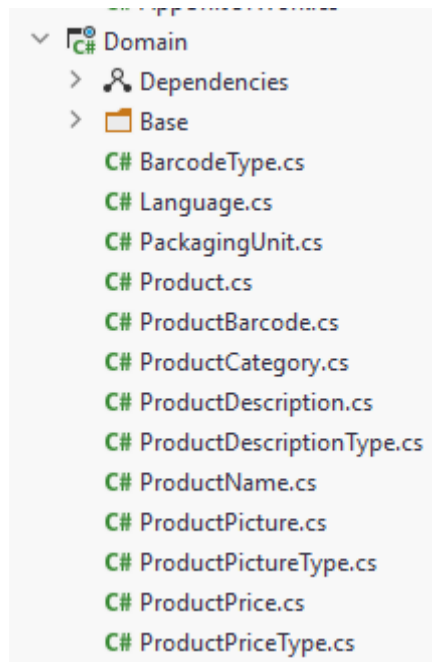 C# Domain
Dependencies
Base
C# BarcodeType.cs
C# Language.cs
C# PackagingUnit.cs
C# Product.cs
C# ProductBarcode.cs
C# ProductCategory.cs
C# ProductDescription.cs
C# ProductDescriptionType.cs
C# ProductName.cs
C# ProductPicture.cs
C# ProductPictureType.cs
C# ProductPrice.cs
C# ProductPriceType.cs